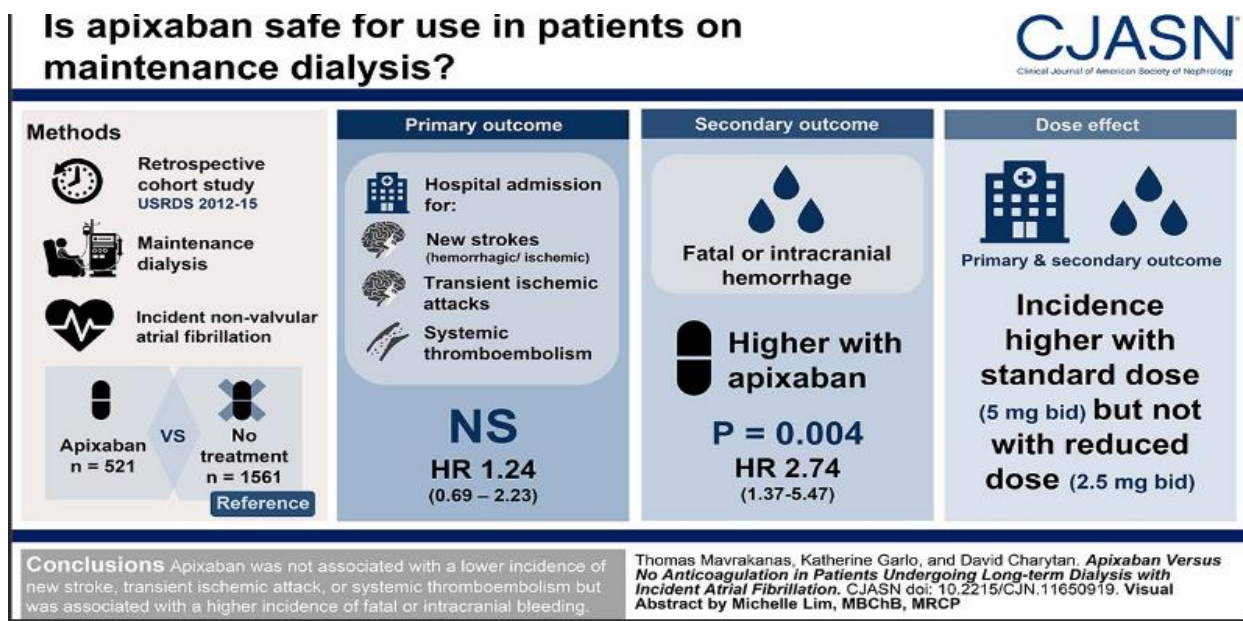 Is apixaban safe for use in patients on
maintenance dialysis?
CJASN
Clinical Journal of American Society of Nephrology
Methods
Retrospective
cohort study
USRDS 2012-15
Maintenance
dialysis
Incident non-valvular
atrial fibrillation
Apixaban
n = 521
VS
No
treatment
n = 1561
Reference
Primary outcome
Hospital admission
for:
New strokes
(hemorrhagic/ ischemic)
Transient ischemic
attacks
Systemic
thromboembolism
NS
HR 1.24
(0.69 – 2.23)
Secondary outcome
Fatal or intracranial
hemorrhage
Higher with
apixaban
P = 0.004
HR 2.74
(1.37-5.47)
Dose effect
Primary & secondary outcome
Incidence
higher with
standard dose
(5 mg bid) but not
with reduced
dose (2.5 mg bid)
Conclusions Apixaban was not associated with a lower incidence of
new stroke, transient ischemic attack, or systemic thromboembolism but
was associated with a higher incidence of fatal or intracranial bleeding.
Thomas Mavrakanas, Katherine Garlo, and David Charytan. Apixaban Versus
No Anticoagulation in Patients Undergoing Long-term Dialysis with
Incident Atrial Fibrillation. CJASN doi: 10.2215/CJN.11650919. Visual
Abstract by Michelle Lim, MBChB, MRCP